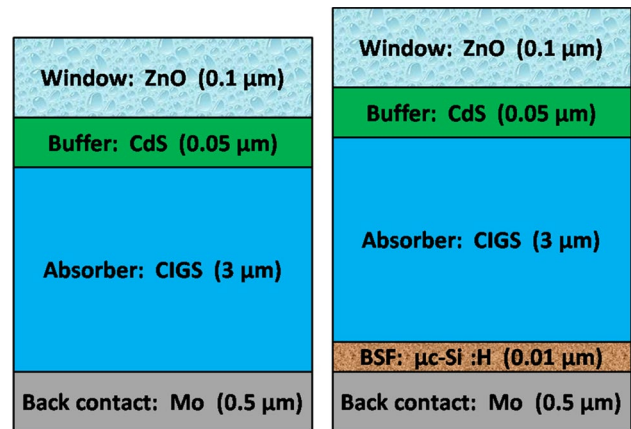 Window: ZnO (0.1 µm)
Buffer: CdS (0.05 µm)
Absorber: CIGS (3 µm)
Back contact: Mo (0.5 µm)
Window: ZnO (0.1 µm)
Buffer: CdS (0.05 µm)
Absorber: CIGS (3 µm)
BSF: µc-Si :H (0.01 µm)
Back contact: Mo (0.5 µm)